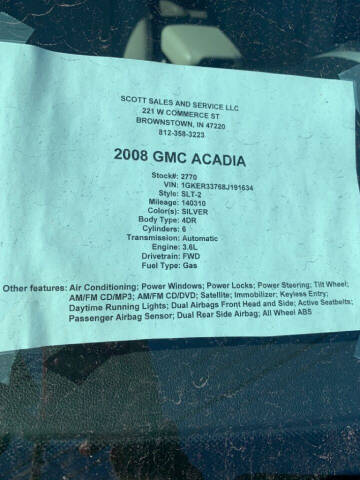 SCOTT SALES AND SERVICE LLC
221 W COMMERCE ST
BROWNSTOWN, IN 47220
812-358-3223
2008 GMC ACADIA
Stock#: 2770
VIN: 1GKER33768J191634
Style: SLT-2
Mileage: 140310
Color(s): SILVER
Body Type: 4DR
Cylinders: 6
Transmission: Automatic
Engine: 3.6L
Drivetrain: FWD
Fuel Type: Gas
Other features: Air Conditioning; Power Windows; Power Locks; Power Steering; Tilt Wheel;
AM/FM CD/MP3; AM/FM CD/DVD; Satellite; Immobilizer; Keyless Entry;
Daytime Running Lights; Dual Airbags Front Head and Side; Active Seatbelts;
Passenger Airbag Sensor; Dual Rear Side Airbag; All Wheel ABS